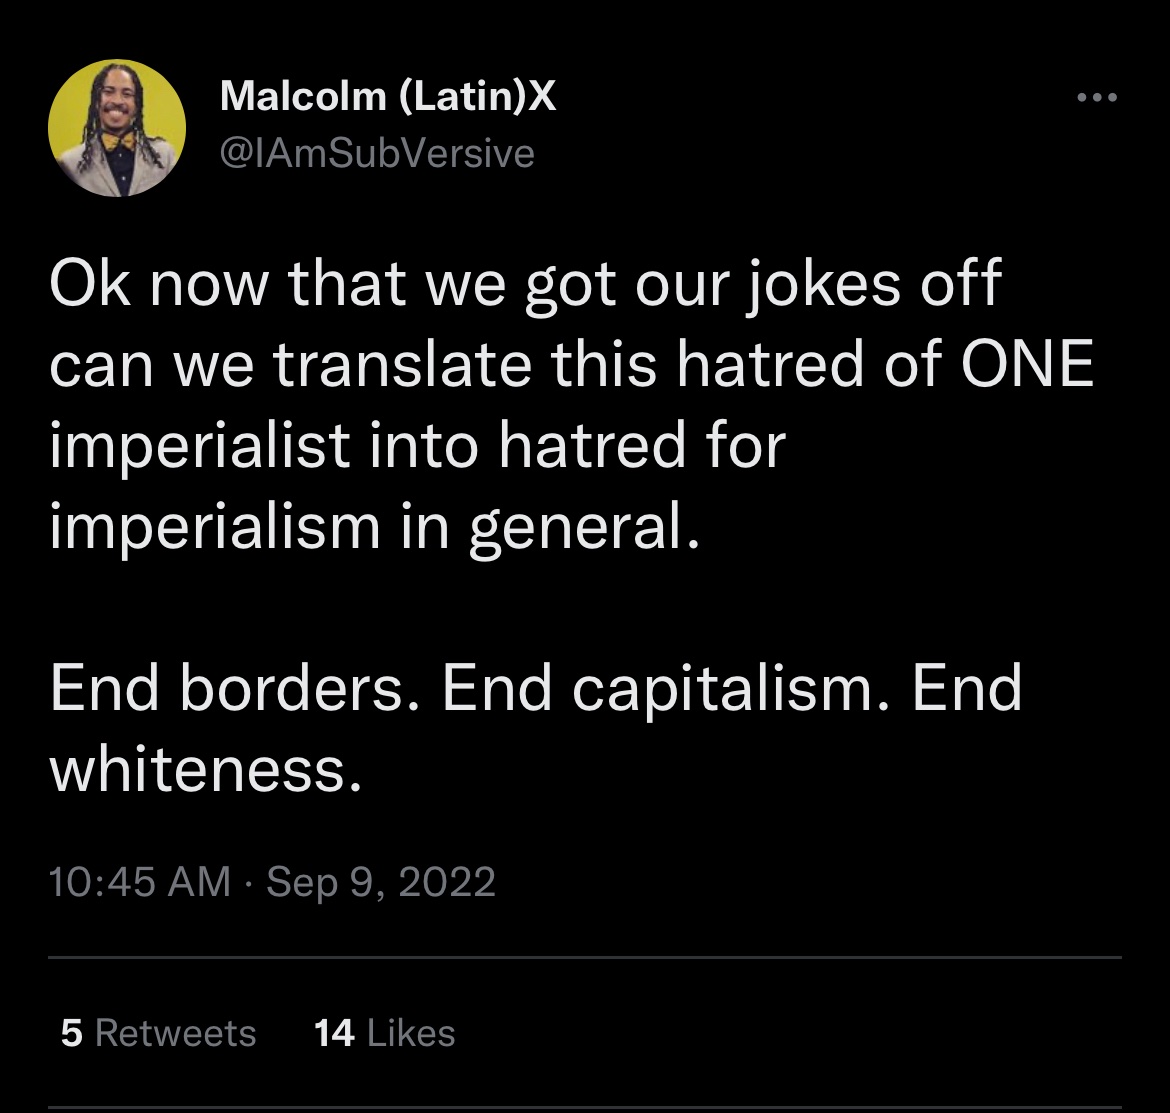 Malcolm (Latin)X
@IAmSubVersive
Ok now that we got our jokes off
can we translate this hatred of ONE
imperialist into hatred for
imperialism in general.
End borders. End capitalism. End
whiteness.
10:45 AM · Sep 9, 2022
5 Retweets 14 Likes